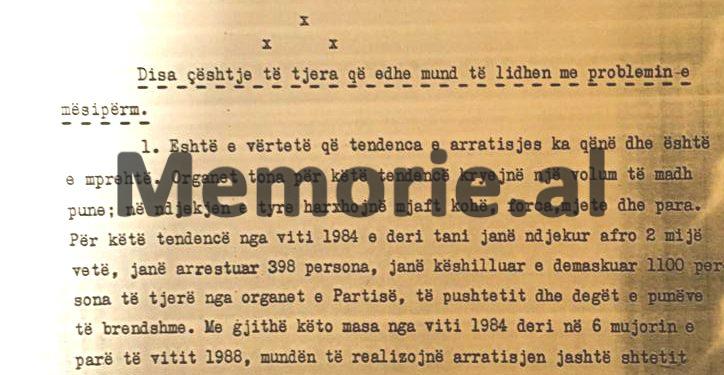 x
x x
Disa çështje të tjera që edhe mund të lidhen me problemin e
mësipërm.
1. Eshtë e vërtetë që tendenca e arratisjes ka qënë dhe është
e mprehtë. Organet tona për këtë tendencë kryejnë një volum të madh
Memorie.al
pune; në ndjekjen e tyre harxhojnë mjaft kohë, forca,mjete dhe para.
Për këtë tendencë nga viti 1984 e deri tani janë ndjekur afro 2 mijë
vetë, janë arrestuar 398 persona, janë këshilluar e demaskuar 1100 per
sona të tjerë nga organet e Partisë, të pushtetit dhe degët e punëve
të brendshme. Me gjithë këto masa nga viti 1984 deri në 6 mujorin e
parë të vitit 1988, mundën të realizojnë arratisjen jashtë shtetit